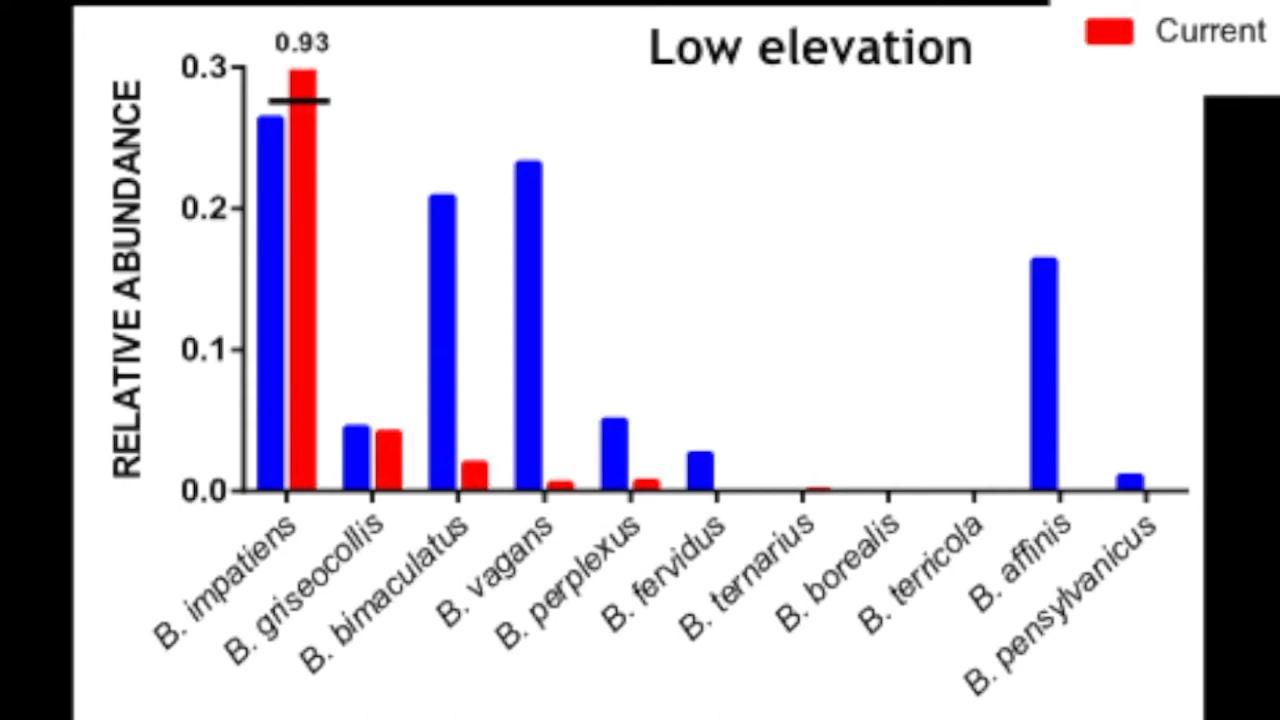 Current
Low elevation
0.93
RELATIVE ABUNDANCE
0.3
0.2
0.1
0.0
B. impatiens
B. griseocollis
B. bimaculatus
B. vagans
B. perplexus
B. fervidus
B. ternarius
B. borealis
B. terricola
B. affinis
B. pensylvanicus